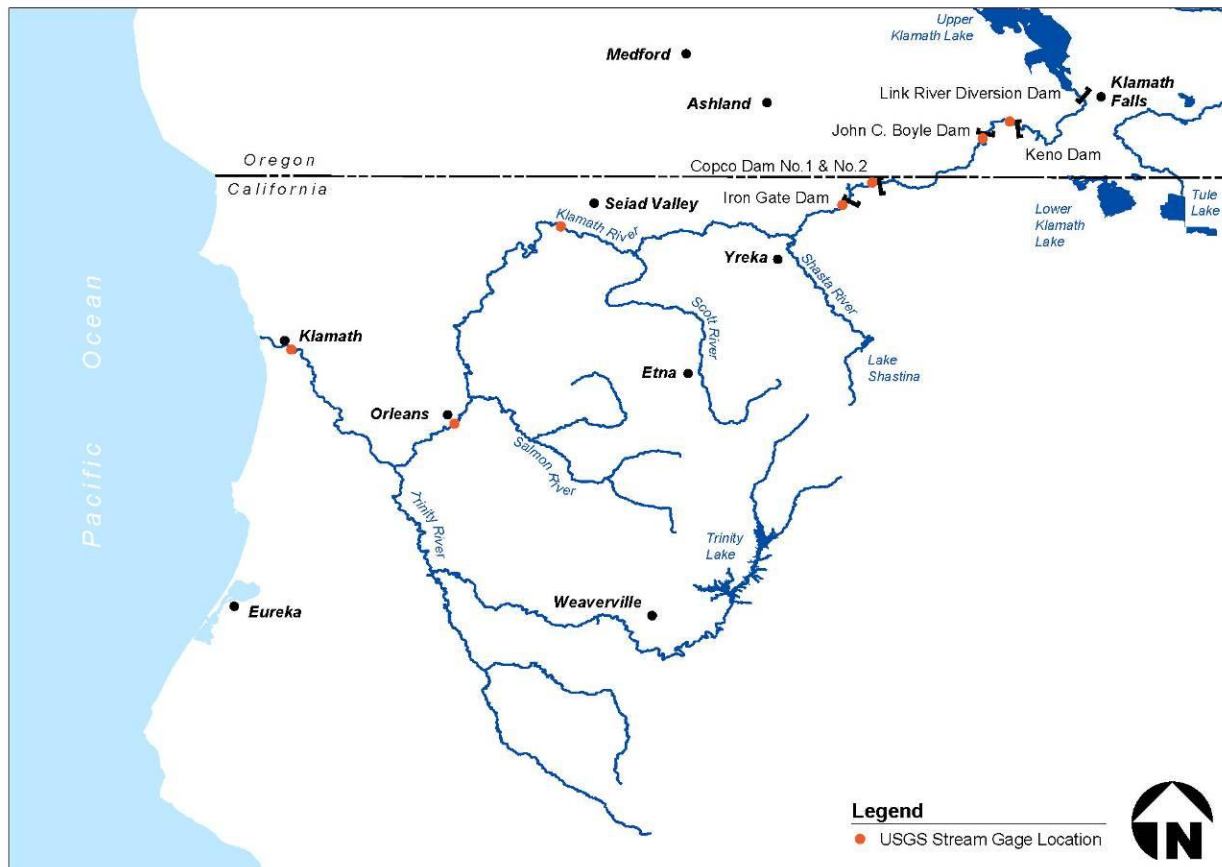 Upper
Klamath Lake
Medford
Klamath
Falls
Link River Diversion Dam
Ashland
John C. Boyle Dam
Keno Dam
Oregon
California
Copco Dam No.1 & No.2
Iron Gate Dam
Seiad Valley
Lower
Klamath
Lake
Tule
Lake
Klamath River
Yreka
Shasta River
Scott River
Pacific Ocean
Klamath
Lake
Shastina
Etna
Orleans
Salmon River
Trinity River
Trinity
Lake
Weaverville
Eureka
Legend
USGS Stream Gage Location
N